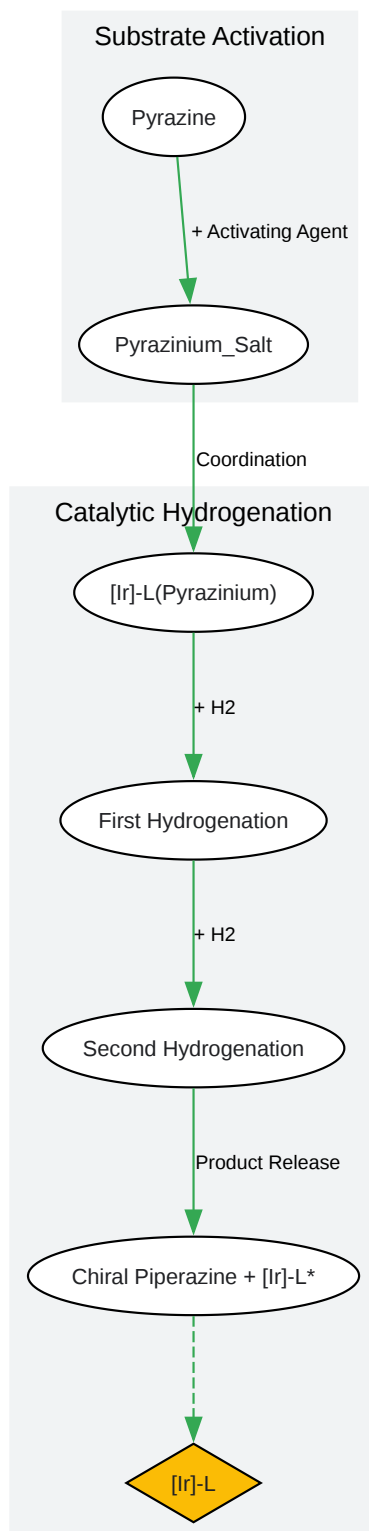 Substrate Activation
Pyrazine
+ Activating Agent
Pyrazinium_Salt
Coordination
Catalytic Hydrogenation
[Ir]-L(Pyrazinium)
+ H2
First Hydrogenation
+ H2
Second Hydrogenation
Product Release
Chiral Piperazine + [Ir]-L*
[Ir]-L